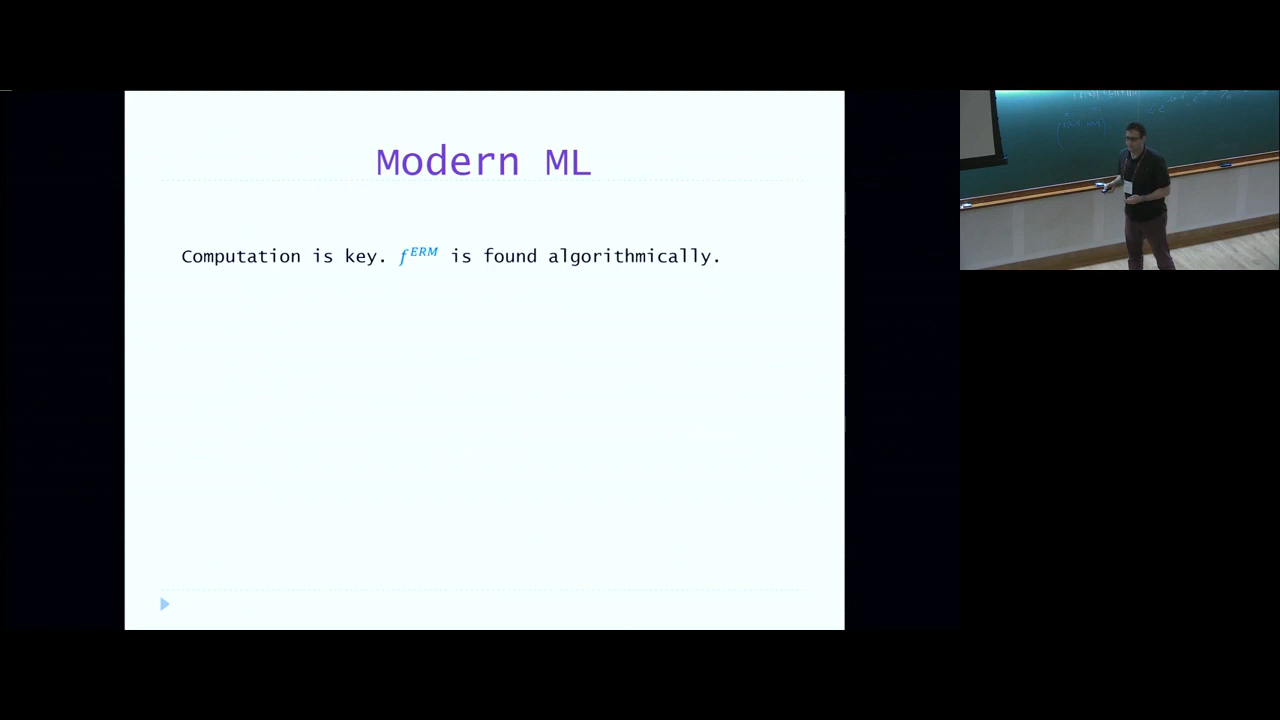 Modern ML
Computation is key. f^ERM is found algorithmically.